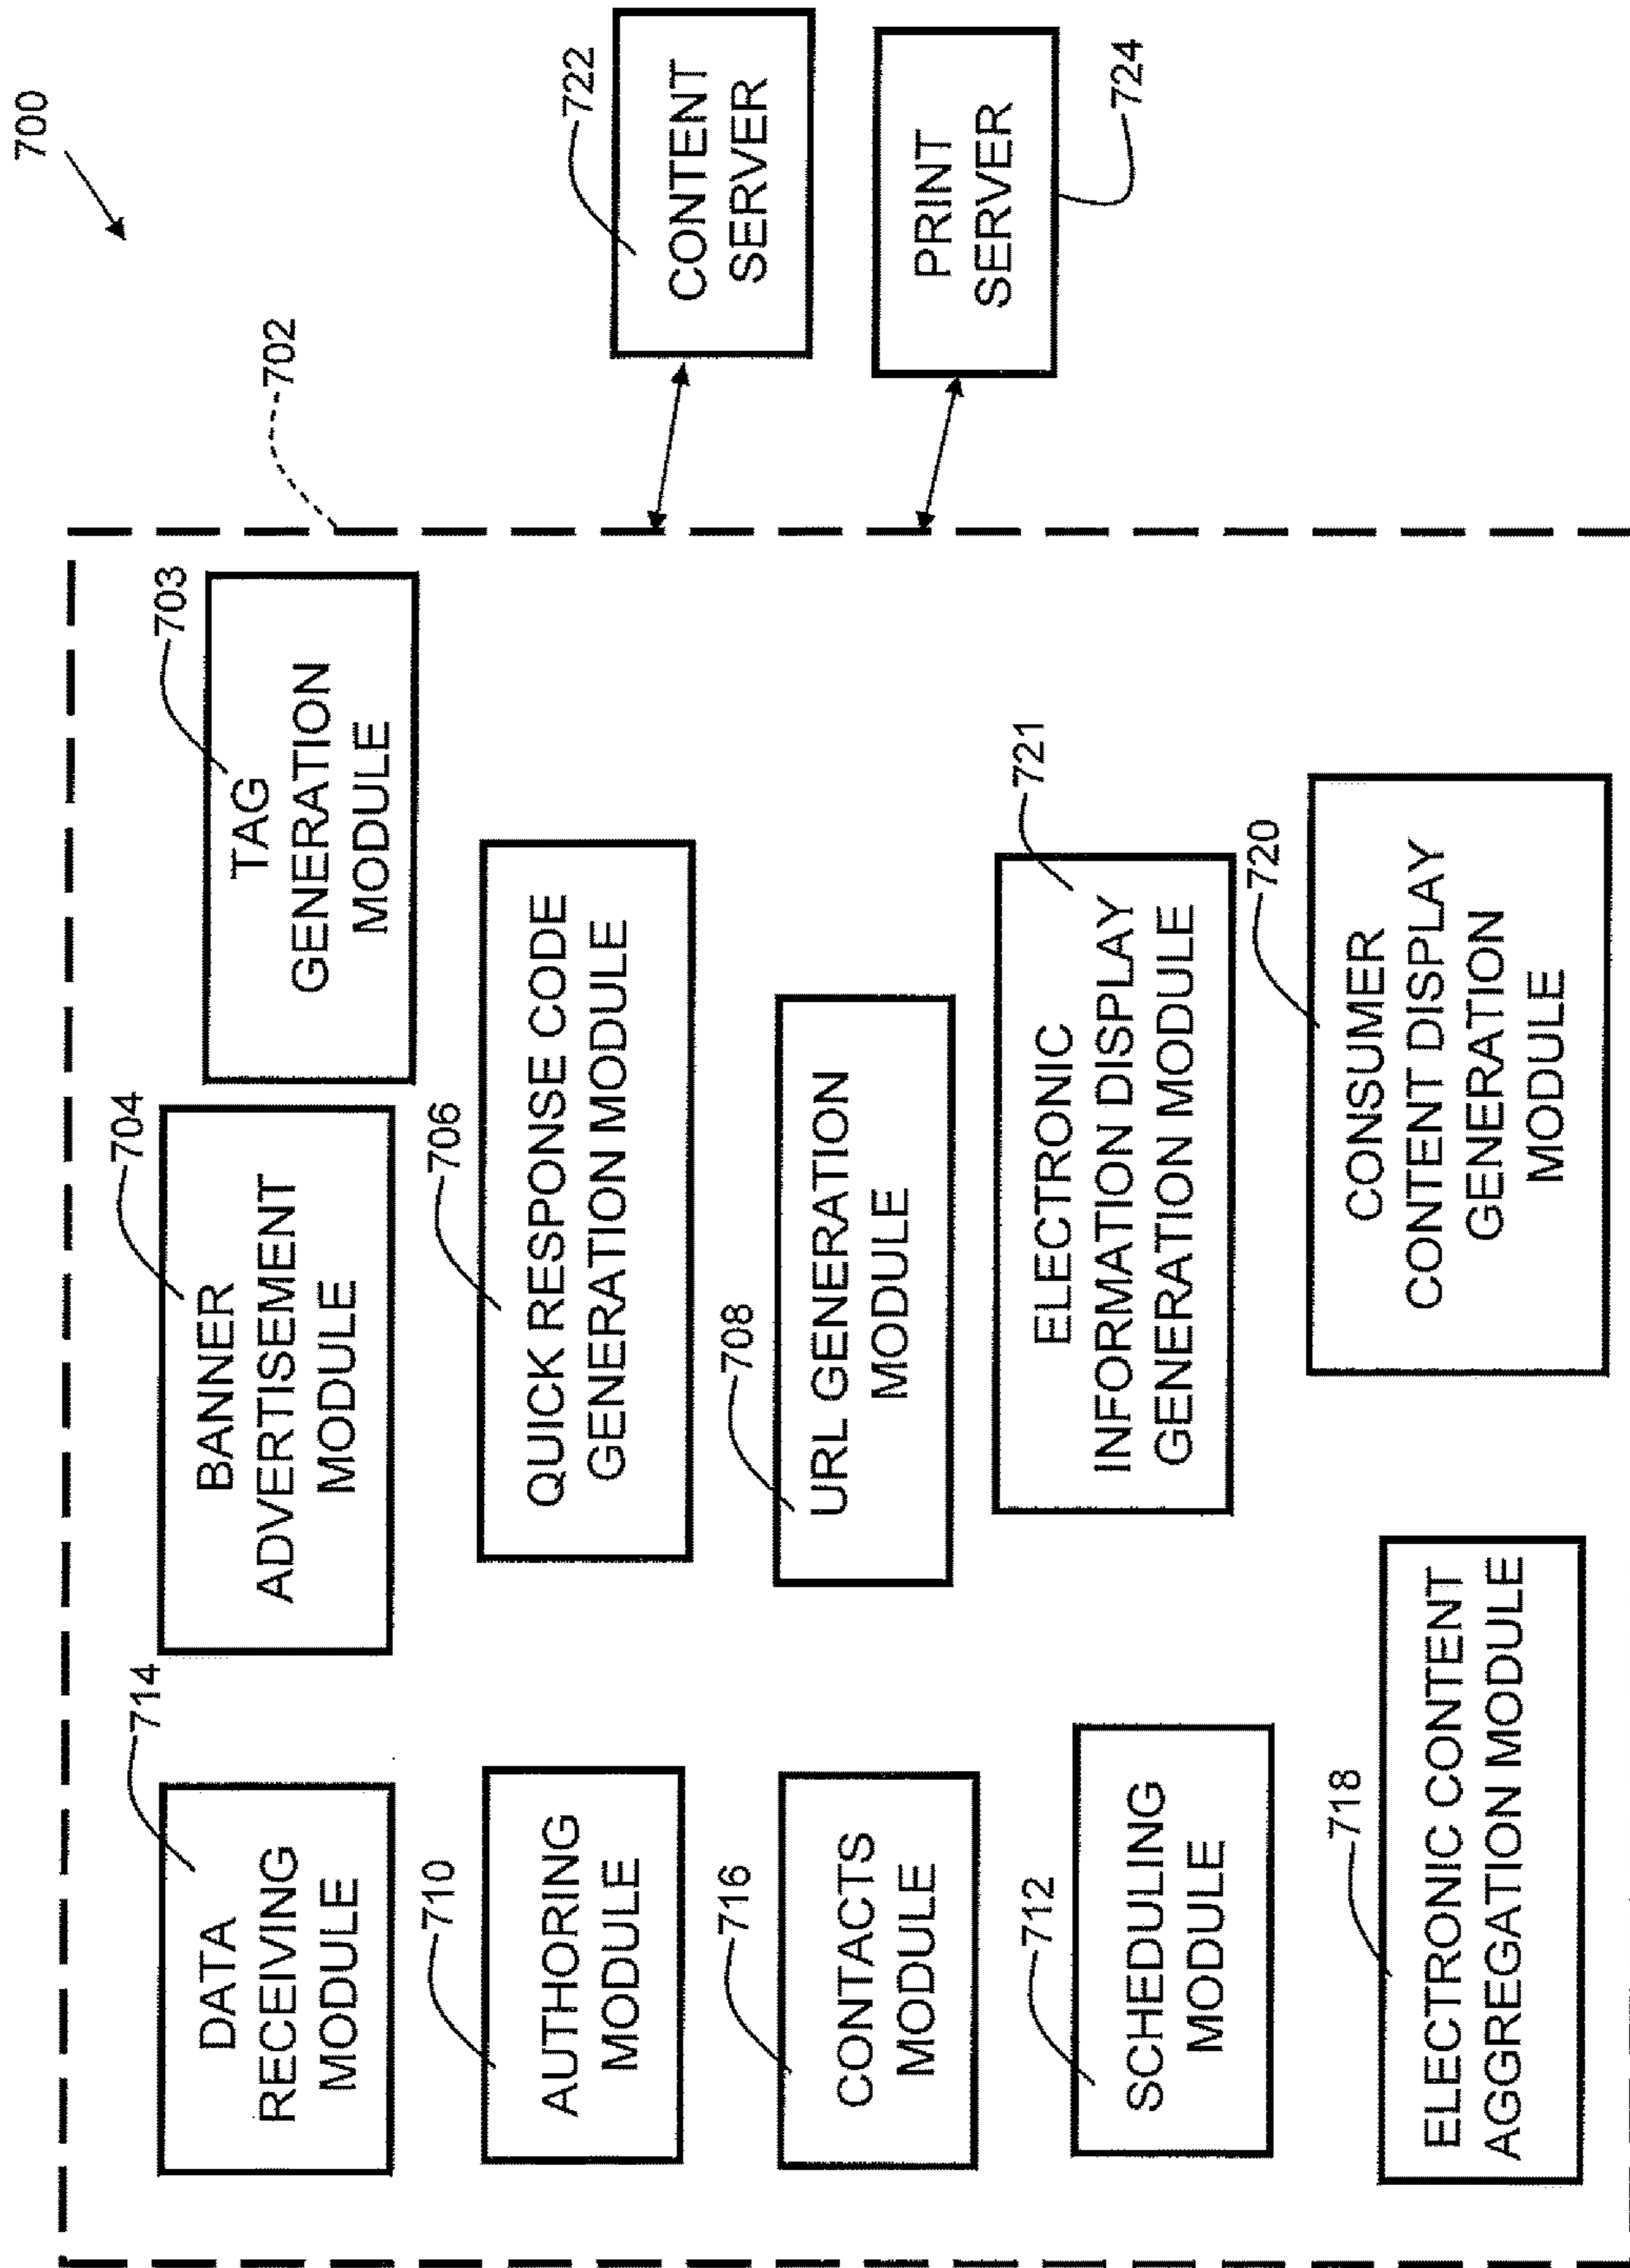 700
702
714
DATA
RECEIVING
MODULE
704
BANNER
ADVERTISEMENT
MODULE
703
TAG
GENERATION
MODULE
710
AUTHORING
MODULE
706
QUICK RESPONSE CODE
GENERATION MODULE
722
CONTENT
SERVER
716
CONTACTS
MODULE
708
URL GENERATION
MODULE
PRINT
SERVER
724
712
SCHEDULING
MODULE
ELECTRONIC
INFORMATION DISPLAY
GENERATION MODULE
721
718
ELECTRONIC CONTENT
AGGREGATION MODULE
720
CONSUMER
CONTENT DISPLAY
GENERATION
MODULE